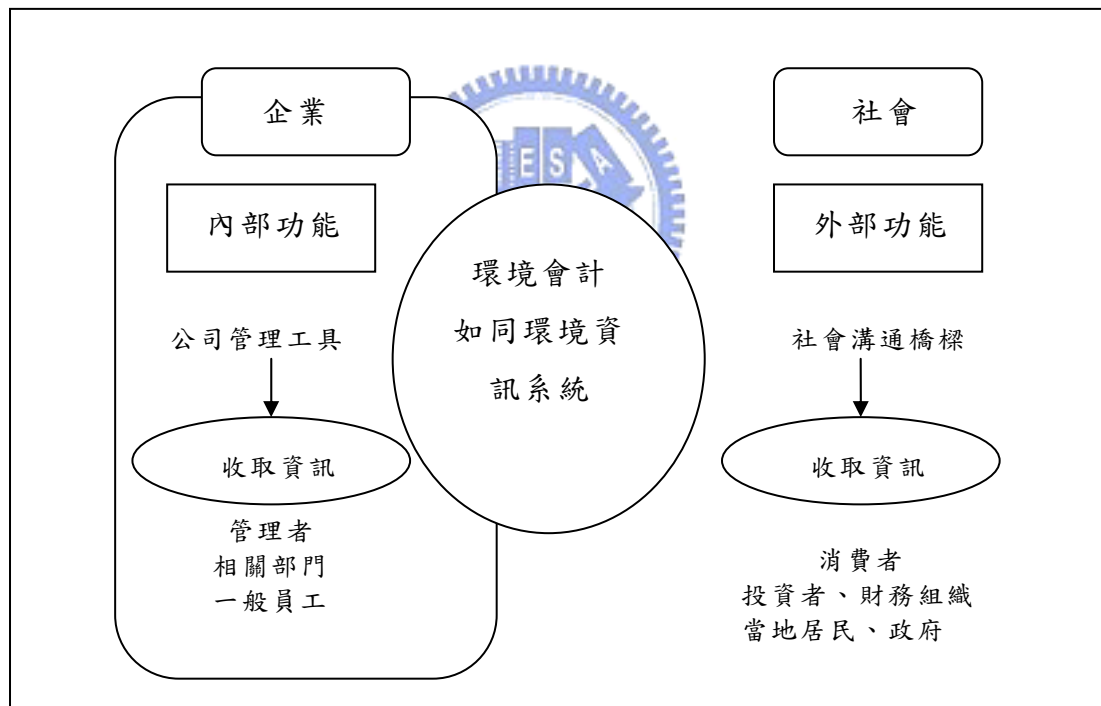 企業
內部功能
公司管理工具
收取資訊
管理者
相關部門
一般員工
環境會計
如同環境資
訊系統
社會
外部功能
社會溝通橋樑
收取資訊
消費者
投資者、財務組織
當地居民、政府
ESA